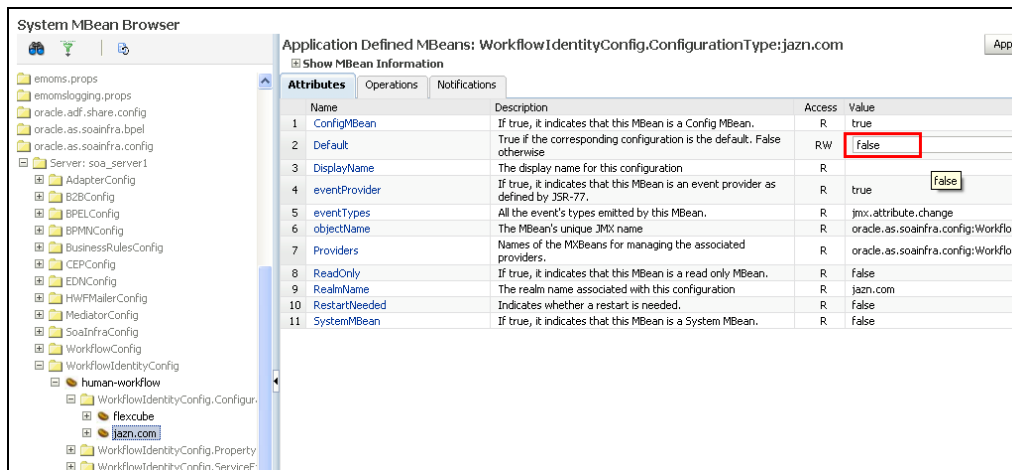 System MBean Browser
emoms.props
emomslogging.props
oracle.adf.share.config
oracle.as.soainfra.bpel
oracle.as.soainfra.config
Server: soa_server1
AdapterConfig
B2BConfig
BPELConfig
BPMNConfig
BusinessRulesConfig
CEPConfig
EDNConfig
HWFMailerConfig
MediatorConfig
SoaInfraConfig
WorkflowConfig
WorkflowIdentityConfig
human-workflow
WorkflowIdentityConfig.Configur
flexcube
jazn.com
WorkflowIdentityConfig.Property
WorkflowIdentityConfig.ServiceE
Application Defined MBeans: WorkflowIdentityConfig.ConfigurationType:jazn.com
App
Show MBean Information
Attributes Operations Notifications
Name Description Access Value
1 ConfigMBean If true, it indicates that this MBean is a Config MBean. R true
2 Default True if the corresponding configuration is the default. False otherwise RW false
3 DisplayName The display name for this configuration R
false
4 eventProvider If true, it indicates that this MBean is an event provider as defined by JSR-77. R true
5 eventTypes All the event's types emitted by this MBean. R jmx.attribute.change
6 objectName The MBean's unique JMX name R oracle.as.soainfra.config:Workflo
7 Providers Names of the MXBeans for managing the associated providers. R oracle.as.soainfra.config:Workflo
8 ReadOnly If true, it indicates that this MBean is a read only MBean. R false
9 RealmName The realm name associated with this configuration R jazn.com
10 RestartNeeded Indicates whether a restart is needed. R false
11 SystemMBean If true, it indicates that this MBean is a System MBean. R false